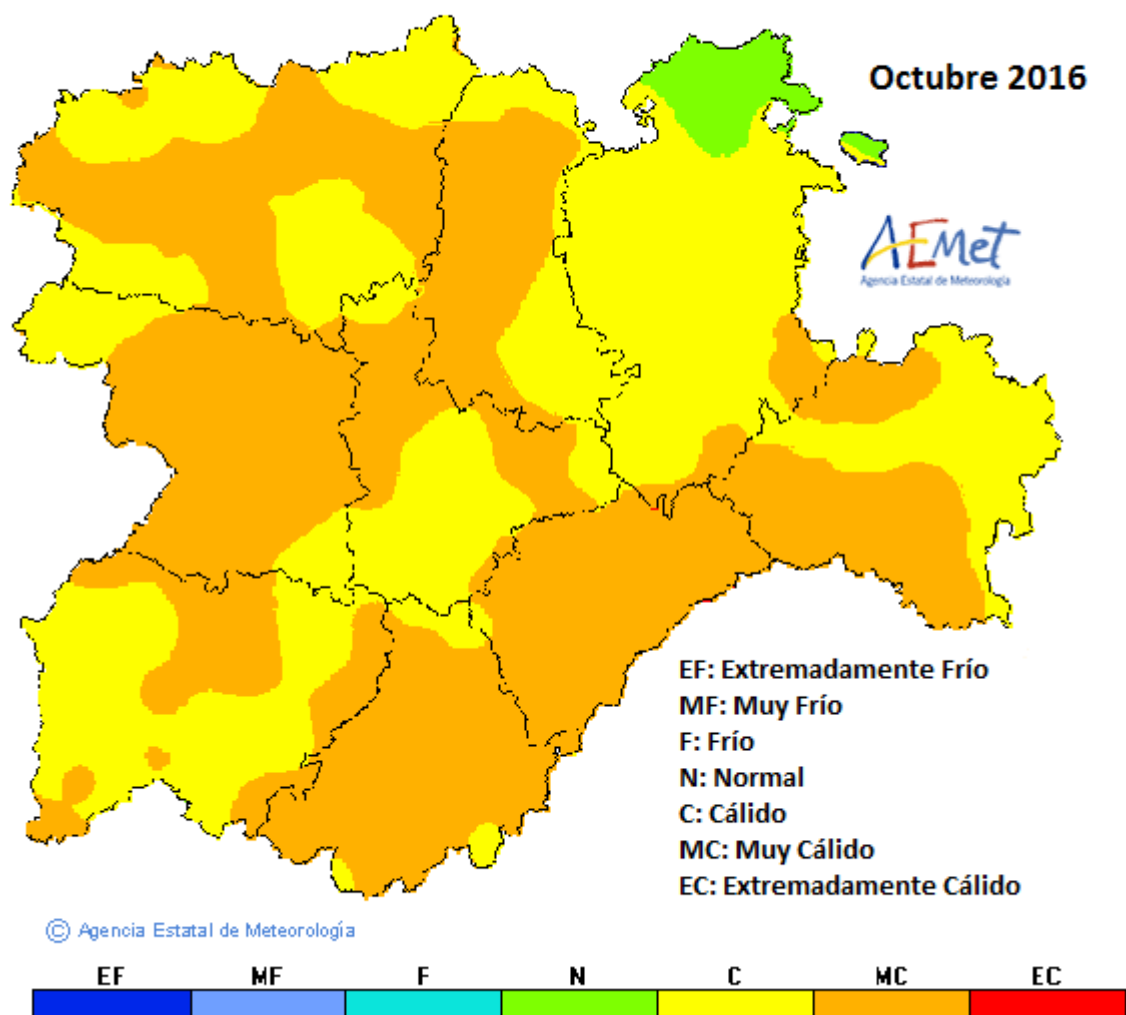 Octubre 2016
AEMet
Agencia Estatal de Meteorología
EF: Extremadamente Frío
MF: Muy Frío
F: Frío
N: Normal
C: Cálido
MC: Muy Cálido
EC: Extremadamente Cálido
© Agencia Estatal de Meteorología
EF MF F N C MC EC